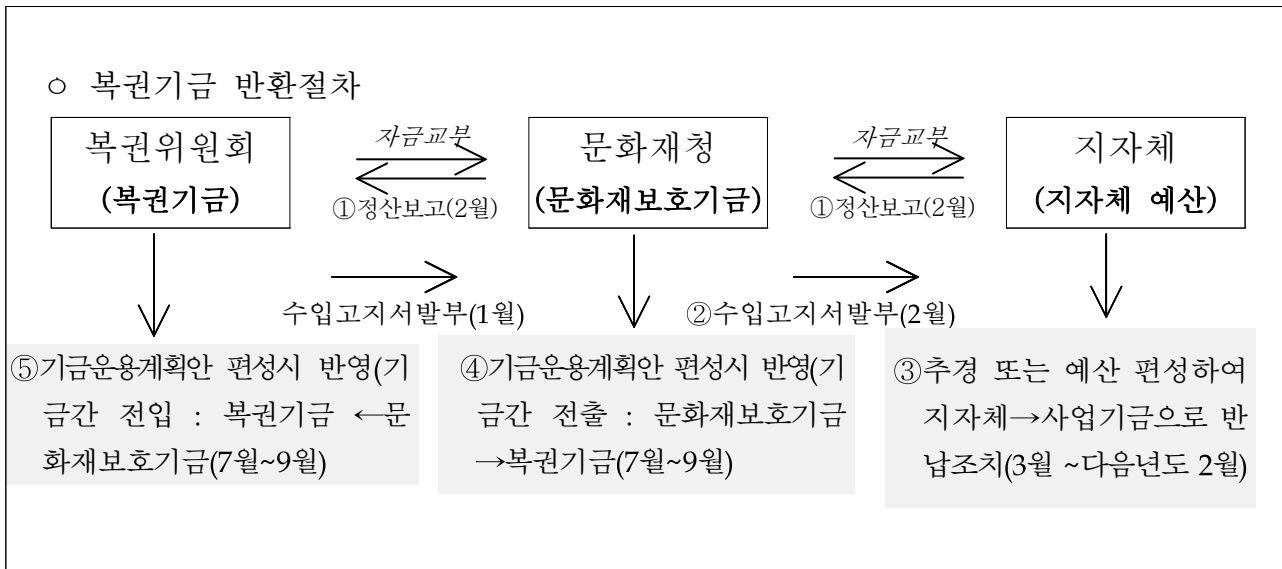 ○ 복권기금 반환절차
복권위원회
(복권기금)
자금교부
①정산보고(2월)
문화재청
(문화재보호기금)
자금교부
①정산보고(2월)
지자체
(지자체 예산)
수입고지서발부(1월)
②수입고지서발부(2월)
⑤기금운용계획안 편성시 반영(기
금간 전입 : 복권기금 ←문
화재보호기금(7월~9월)
④기금운용계획안 편성시 반영(기
금간 전출 : 문화재보호기금
→복권기금(7월~9월)
③추경 또는 예산 편성하여
지자체→사업기금으로 반
납조치(3월 ~다음년도 2월)